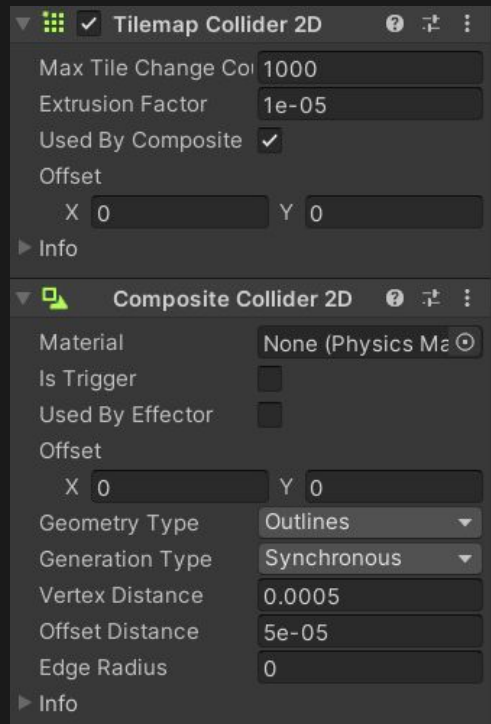 Tilemap Collider 2D
Max Tile Change Cou 1000
Extrusion Factor 1e-05
Used By Composite
Offset
X 0 Y 0
Info
Composite Collider 2D
Material None (Physics Ma
Is Trigger
Used By Effector
Offset
X 0 Y 0
Geometry Type Outlines
Generation Type Synchronous
Vertex Distance 0.0005
Offset Distance 5e-05
Edge Radius 0
Info